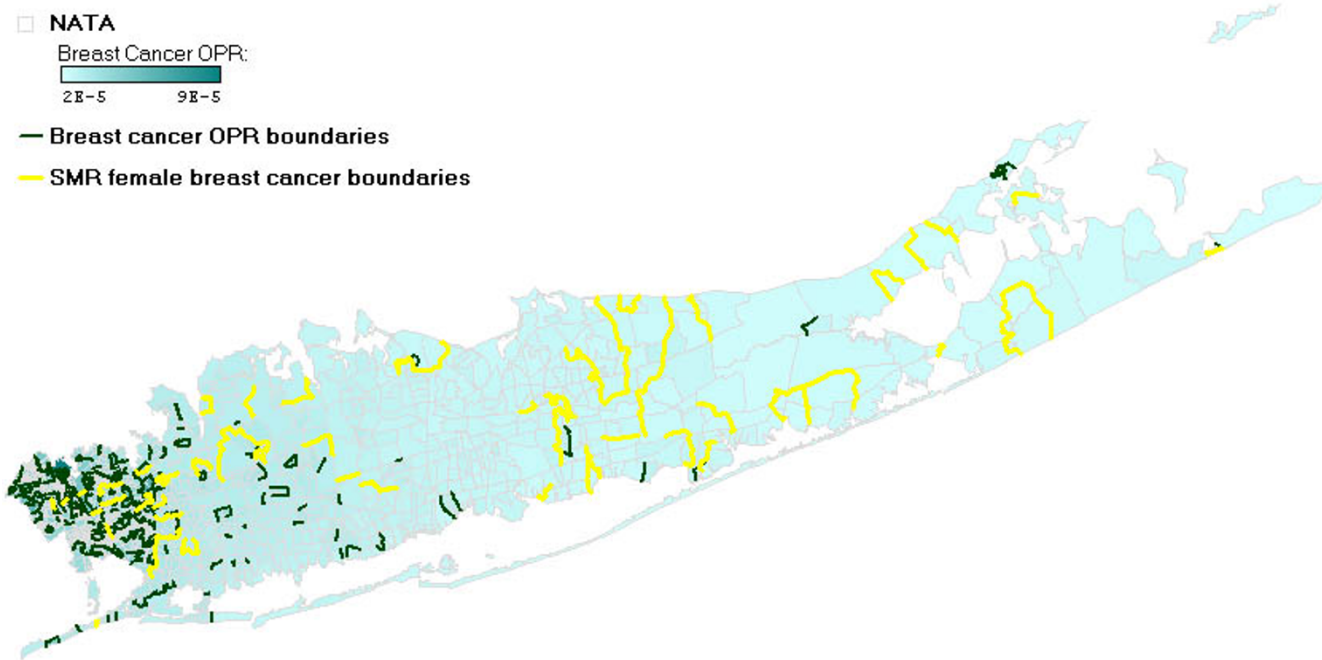 NATA
Breast Cancer OPR:
2E-5 9E-5
Breast cancer OPR boundaries
SMR female breast cancer boundaries